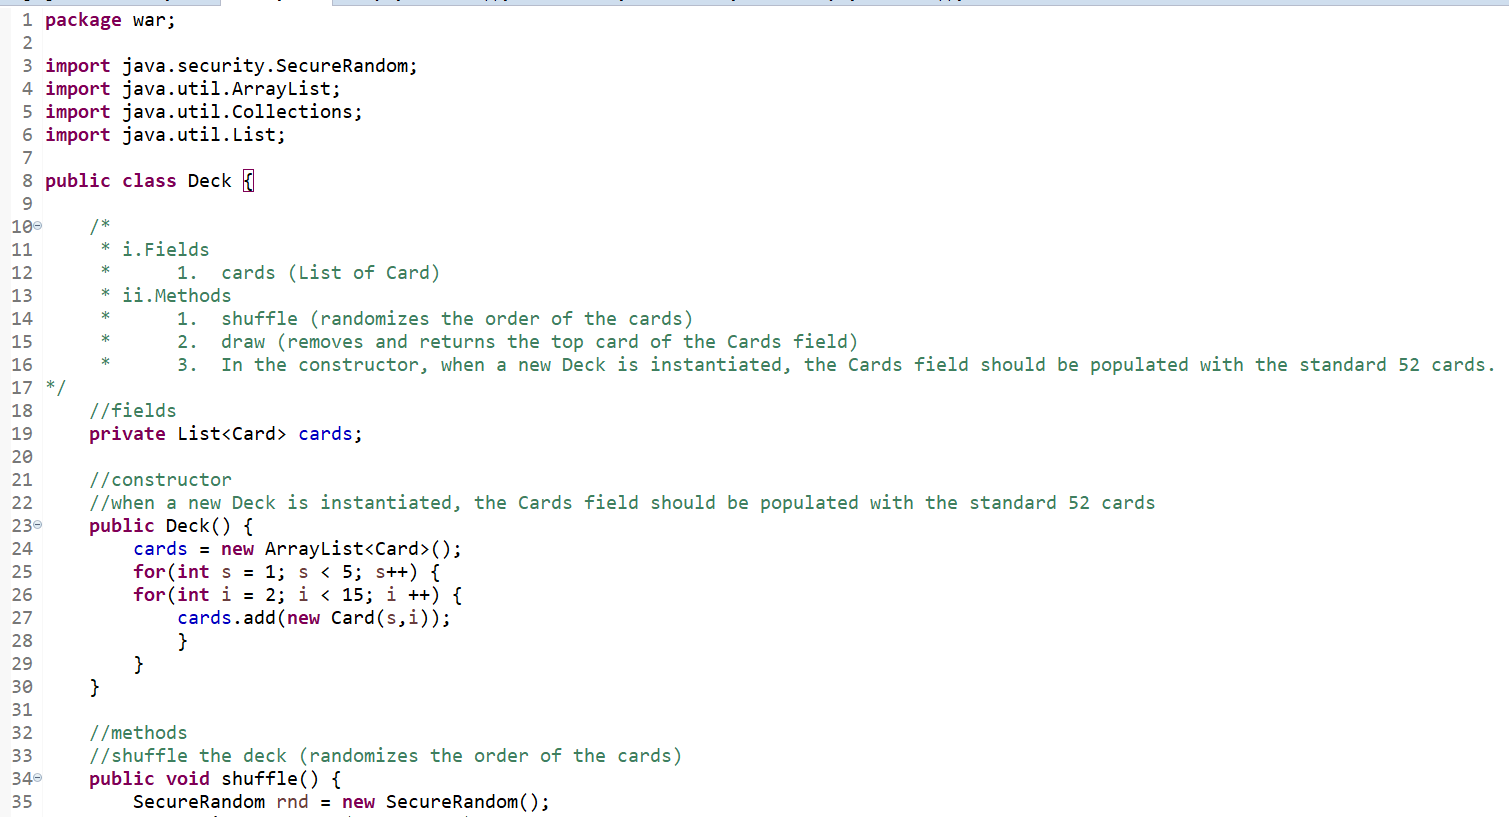 1 package war;
2
3 import java.security.SecureRandom;
4 import java.util.ArrayList;
5 import java.util.Collections;
6 import java.util.List;
7
8 public class Deck {
9
10 /*
11 * i.Fields
12 * 1. cards (List of Card)
13 * ii.Methods
14 * 1. shuffle (randomizes the order of the cards)
15 * 2. draw (removes and returns the top card of the Cards field)
16 * 3. In the constructor, when a new Deck is instantiated, the Cards field should be populated with the standard 52 cards.
17 */
18 //fields
19 private List<Card> cards;
20
21 //constructor
22 //when a new Deck is instantiated, the Cards field should be populated with the standard 52 cards
23 public Deck() {
24 cards = new ArrayList<Card>();
25 for(int s = 1; s < 5; s++) {
26 for(int i = 2; i < 15; i ++) {
27 cards.add(new Card(s,i));
28 }
29 }
30 }
31
32 //methods
33 //shuffle the deck (randomizes the order of the cards)
34 public void shuffle() {
35 SecureRandom rnd = new SecureRandom();